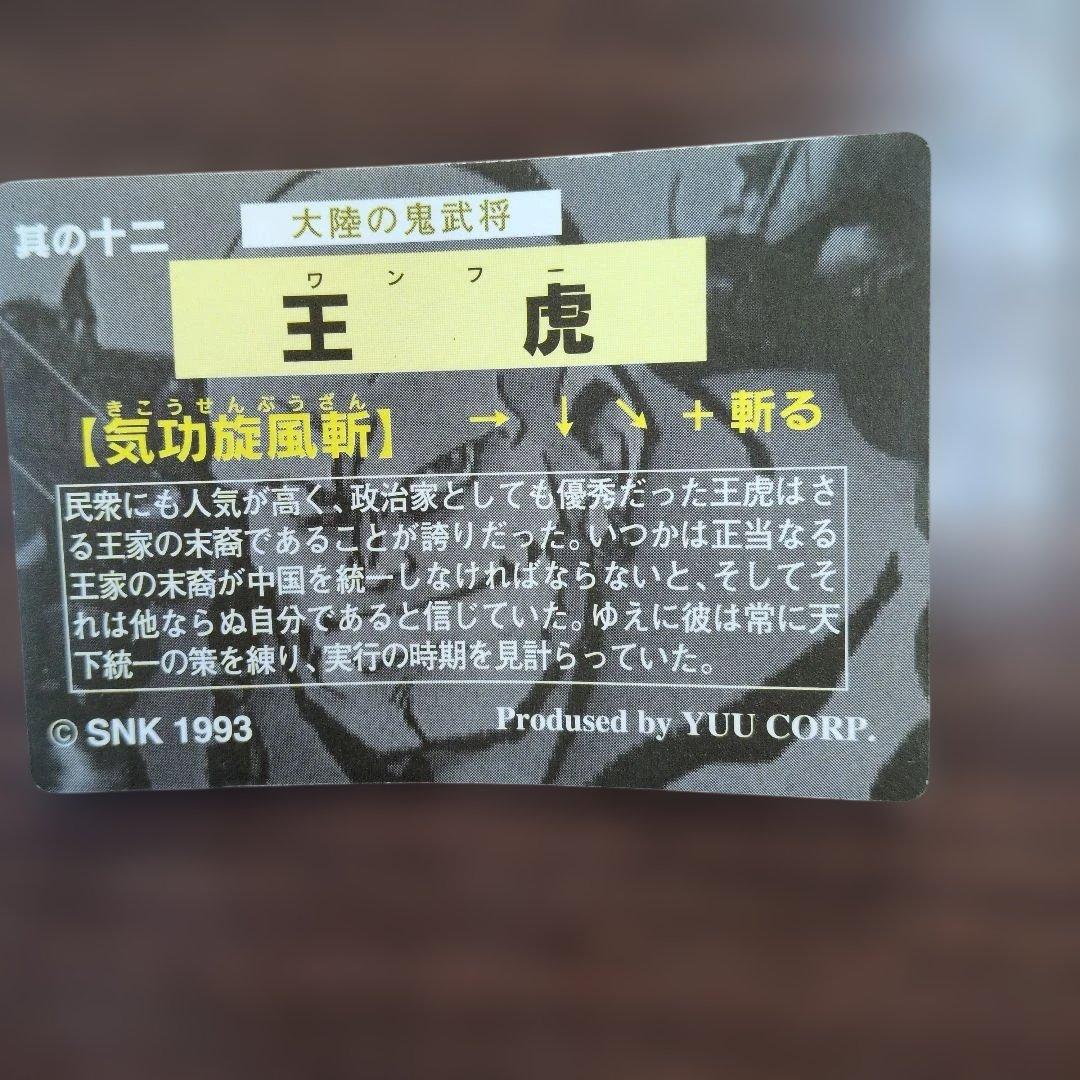 其の十二
大陸の鬼武将
ワンフー
王虎
きこうせんぷうざん
【気功旋風斬】 →↓↘+斬る
民衆にも人気が高く、政治家としても優秀だった王虎はさ
る王家の末裔であることが誇りだった。いつかは正当なる
王家の末裔が中国を統一しなければならないと、そしてそ
れは他ならぬ自分であると信じていた。ゆえに彼は常に天
下統一の策を練り、実行の時期を見計らっていた。
© SNK 1993
Prodused by YUU CORP.